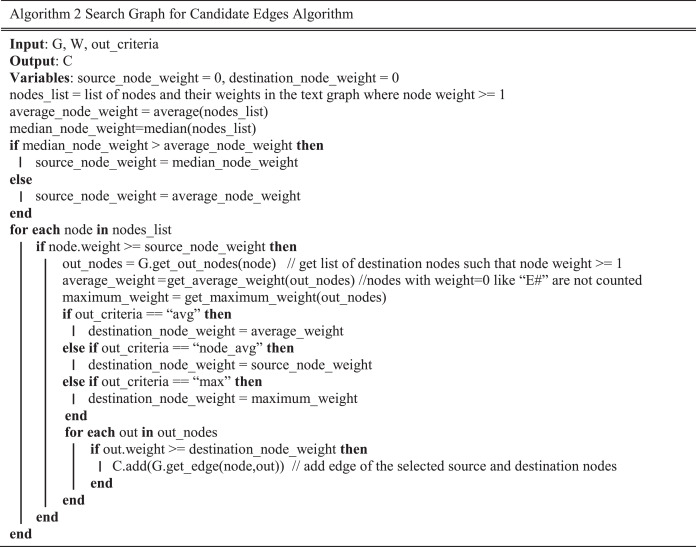 Algorithm 2 Search Graph for Candidate Edges Algorithm
Input: G, W, out_criteria
Output: C
Variables: source_node_weight = 0, destination_node_weight = 0
nodes_list = list of nodes and their weights in the text graph where node weight >= 1
average_node_weight = average(nodes_list)
median_node_weight=median(nodes_list)
if median_node_weight > average_node_weight then
source_node_weight = median_node_weight
else
source_node_weight = average_node_weight
end
for each node in nodes_list
if node.weight >= source_node_weight then
out_nodes = G.get_out_nodes(node) // get list of destination nodes such that node weight >= 1
average_weight =get_average_weight(out_nodes) //nodes with weight=0 like “E#” are not counted
maximum_weight = get_maximum_weight(out_nodes)
if out_criteria == “avg” then
destination_node_weight = average_weight
else if out_criteria == “node_avg” then
destination_node_weight = source_node_weight
else if out_criteria == “max” then
destination_node_weight = maximum_weight
end
for each out in out_nodes
if out.weight >= destination_node_weight then
C.add(G.get_edge(node,out)) // add edge of the selected source and destination nodes
end
end
end
end